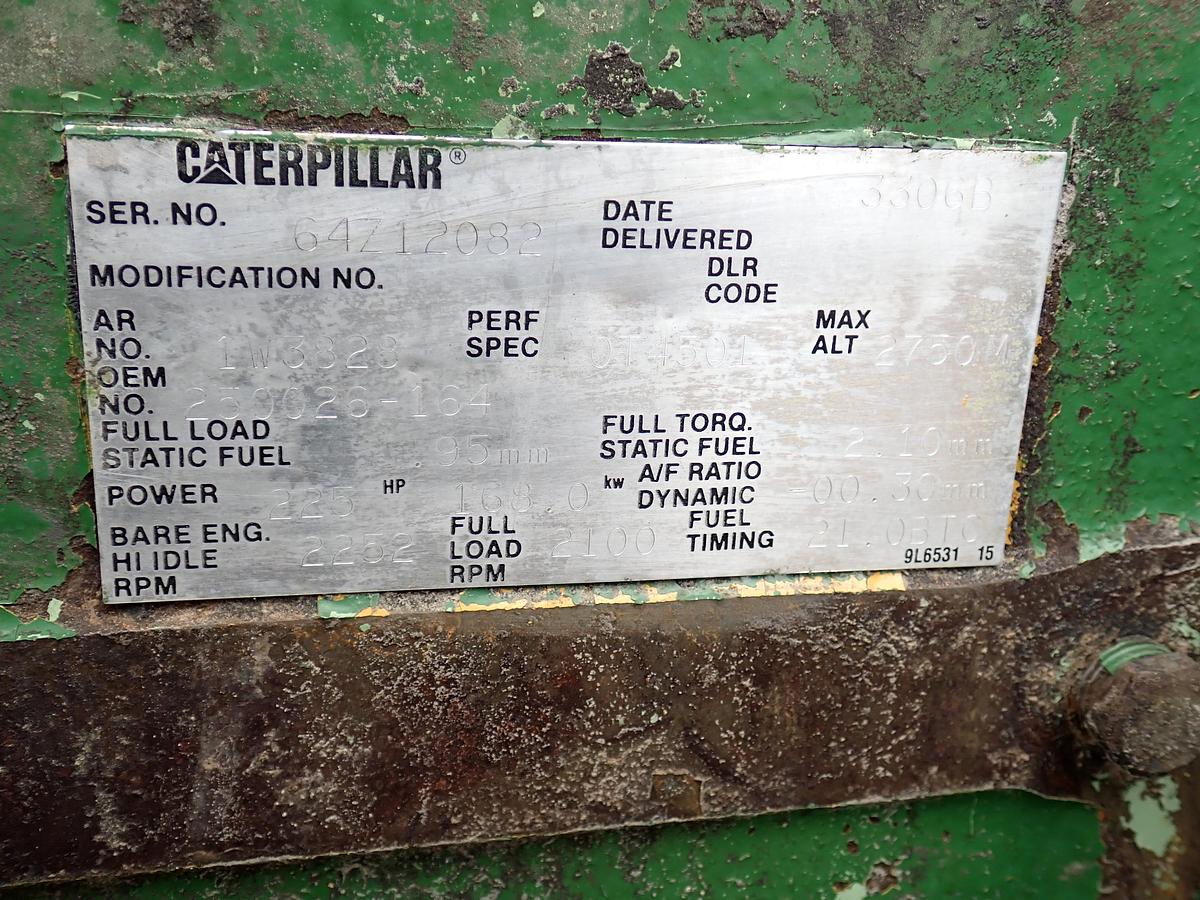 CATERPILLAR®
3306B
SER. NO. 64Z12082
DATE DELIVERED
MODIFICATION NO.
DLR CODE
AR NO. 1W3828
PERF SPEC 0T4501
MAX ALT 2750M
OEM NO. 259026-164
FULL LOAD STATIC FUEL .95mm
FULL TORQ. STATIC FUEL 2.10mm
POWER 225 HP 168.0 kw
A/F RATIO DYNAMIC -00.30mm
BARE ENG. HI IDLE RPM 2252
FULL LOAD RPM 2100
FUEL TIMING 21.0BTC
9L6531 15